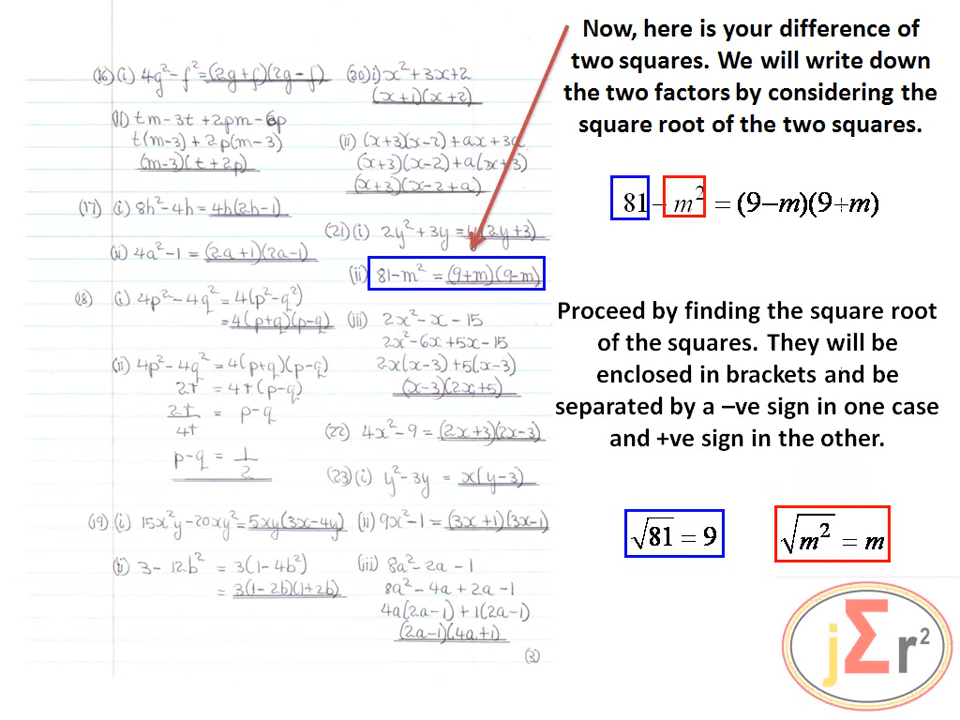 (16)(i) 4g²-f²=(2g+f)(2g-f)
(ii) tm-3t+2pm-6p
t(m-3)+2p(m-3)
(m-3)(t+2p)
(17) (i) 8h²-4h=4h(2h-1)
(ii) 4a²-1=(2a+1)(2a-1)
(18) (i) 4p²-4q²=4(p²-q²)
=4(p+q)(p-q)
(ii) 4p²-4q²=4(p+q)(p-q)
2t = 4t(p-q)
2t/4t = p-q
p-q = 1/2
(19)(i) 15x²y-20xy²=5xy(3x-4y)
(ii) 3-12b² = 3(1-4b²)
= 3(1-2b)(1+2b)
(20)(i) x²+3x+2
(x+1)(x+2)
(ii) (x+3)(x-2)+ax+3a
(x+3)(x-2)+a(x+3)
(x+3)(x-2+a)
(21)(i) 2y²+3y=y(2y+3)
(ii) 81-m²=(9+m)(9-m)
(iii) 2x²-x-15
2x²-6x+5x-15
2x(x-3)+5(x-3)
(x-3)(2x+5)
(22) 4x²-9=(2x+3)(2x-3)
(23)(i) y²-3y = x(y-3)
(ii) 9x²-1=(3x+1)(3x-1)
(iii) 8a²-2a-1
8a²-4a+2a-1
4a(2a-1)+1(2a-1)
(2a-1)(4a+1)
(3)
Now, here is your difference of
two squares. We will write down
the two factors by considering the
square root of the two squares.
81-m²=(9-m)(9+m)
Proceed by finding the square root
of the squares. They will be
enclosed in brackets and be
separated by a –ve sign in one case
and +ve sign in the other.
√81=9
√m²=m
jΣr²